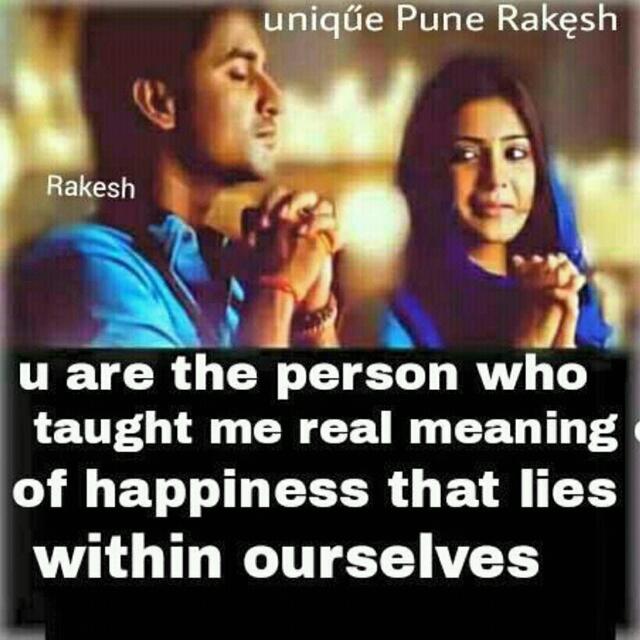 uniqűe Pune Rakęsh
Rakesh
u are the person who
taught me real meaning
of happiness that lies
within ourselves